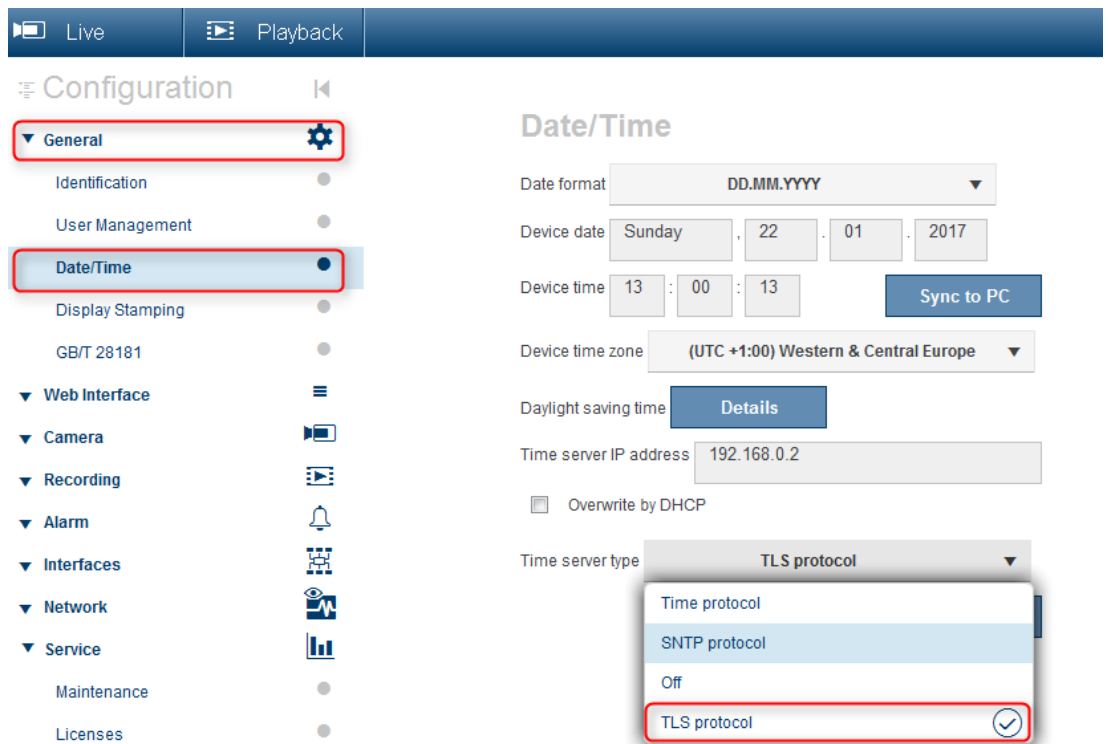 Live Playback
Configuration
General
Identification
User Management
Date/Time
Display Stamping
GB/T 28181
Web Interface
Camera
Recording
Alarm
Interfaces
Network
Service
Maintenance
Licenses
Date/Time
Date format DD.MM.YYYY
Device date Sunday , 22 . 01 . 2017
Device time 13 : 00 : 13 Sync to PC
Device time zone (UTC +1:00) Western & Central Europe
Daylight saving time Details
Time server IP address 192.168.0.2
Overwrite by DHCP
Time server type TLS protocol
Time protocol
SNTP protocol
Off
TLS protocol